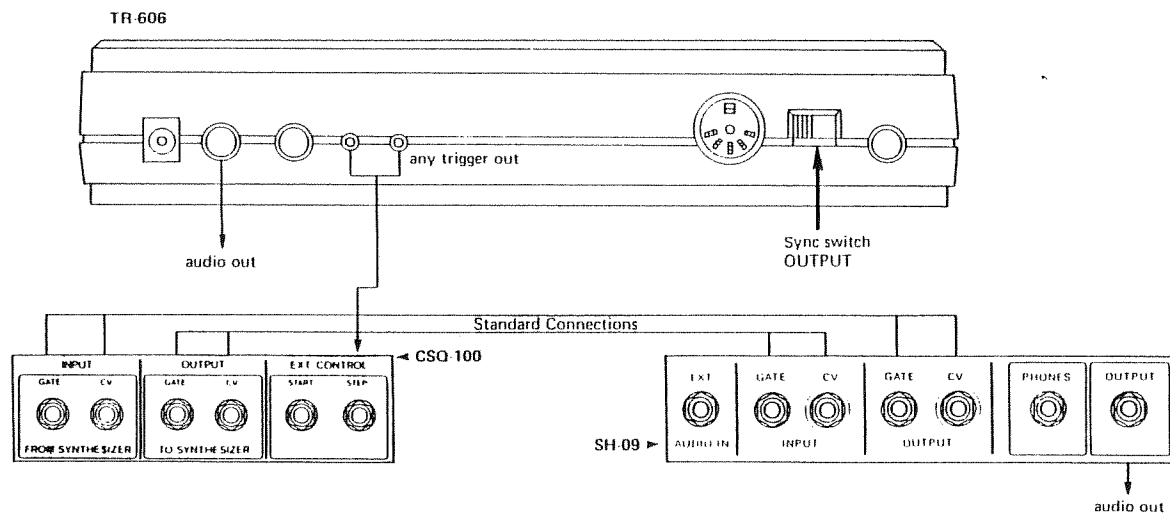 TR-606
any trigger out
audio out
Sync switch
OUTPUT
Standard Connections
CSQ-100
INPUT
OUTPUT
EXT CONTROL
GATE
CV
GATE
CV
START
STEP
FROM SYNTHESIZER
TO SYNTHESIZER
SH-09
EXT
GATE
CV
GATE
CV
PHONES
OUTPUT
AUDIO IN
INPUT
OUTPUT
audio out